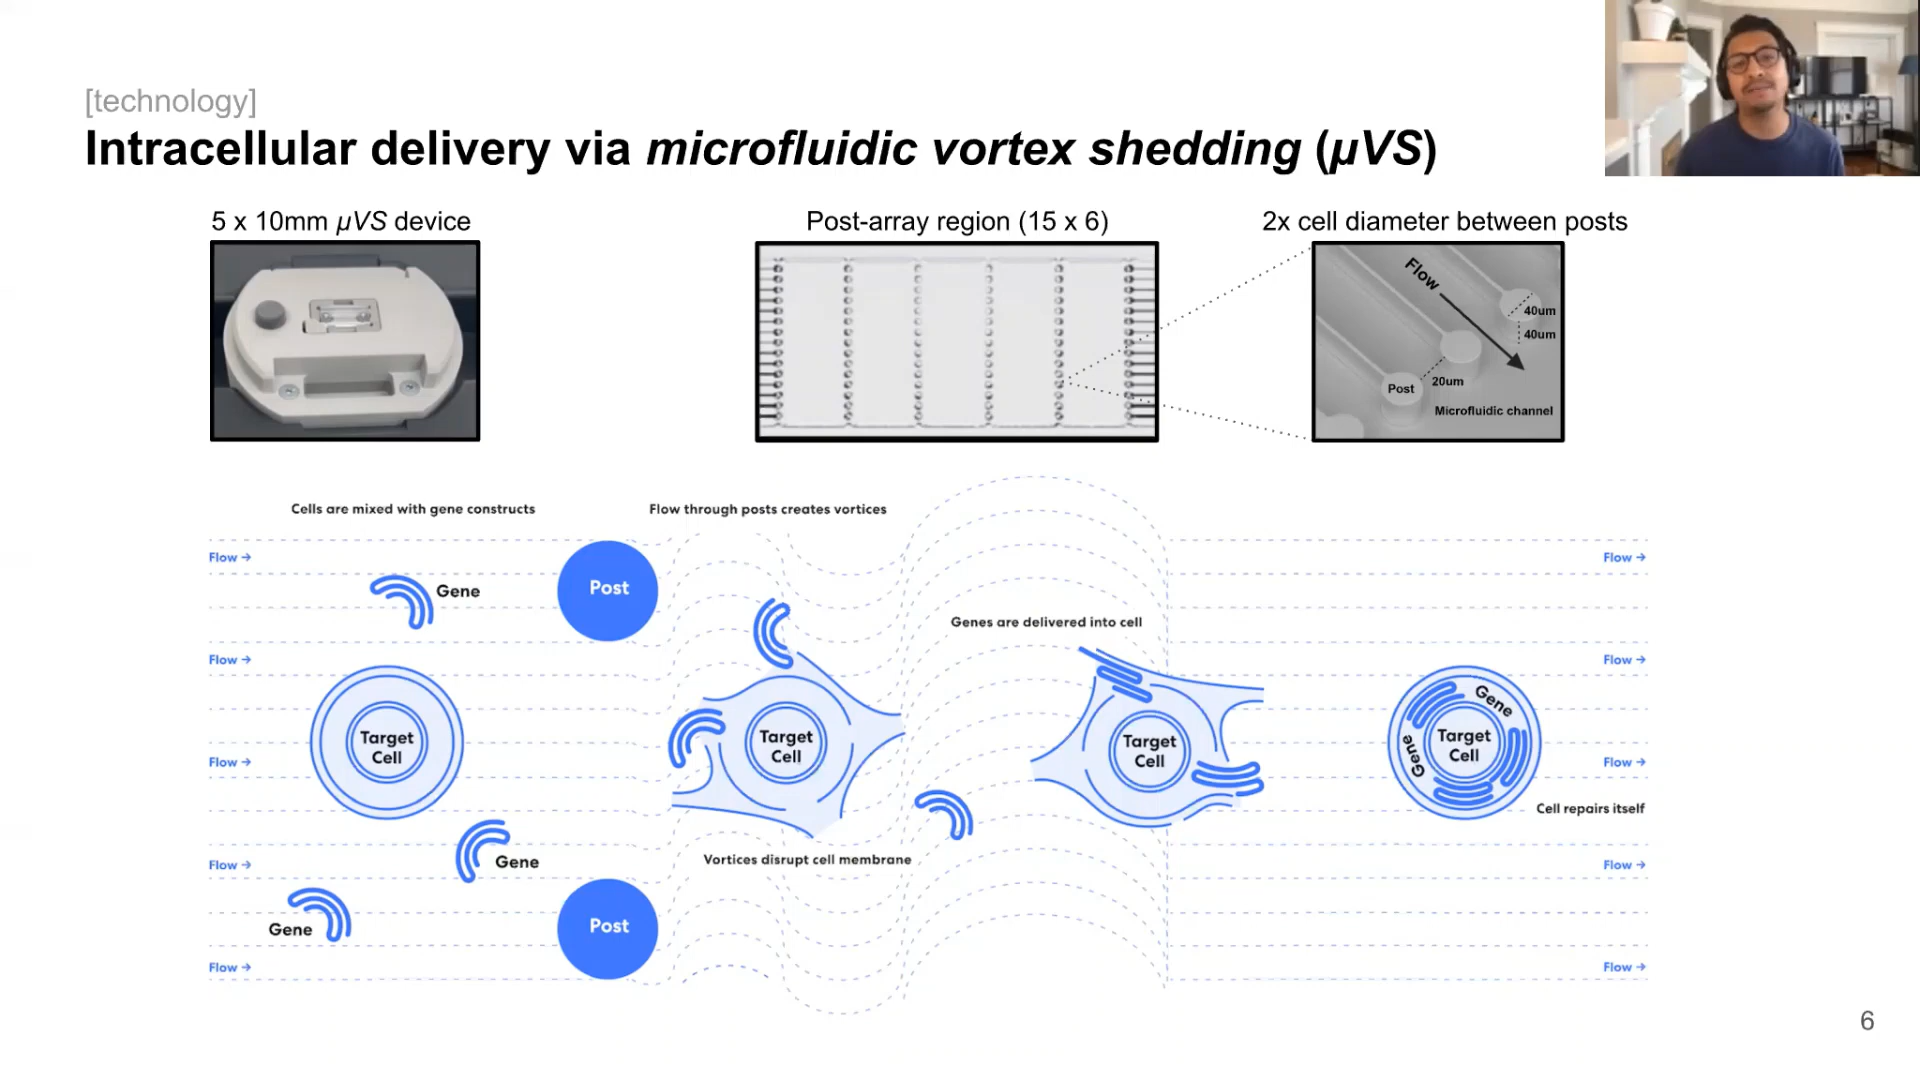 [technology]
Intracellular delivery via microfluidic vortex shedding (µVS)
5 x 10mm µVS device
Post-array region (15 x 6)
2x cell diameter between posts
Flow
40um
40um
20um
Post
Microfluidic channel
Cells are mixed with gene constructs
Flow through posts creates vortices
Flow →
Flow →
Gene
Post
Genes are delivered into cell
Flow →
Flow →
Target
Cell
Target
Cell
Target
Cell
Gene
Gene
Target
Cell
Flow →
Flow →
Cell repairs itself
Vortices disrupt cell membrane
Flow →
Gene
Flow →
Gene
Post
Flow →
Flow →
6